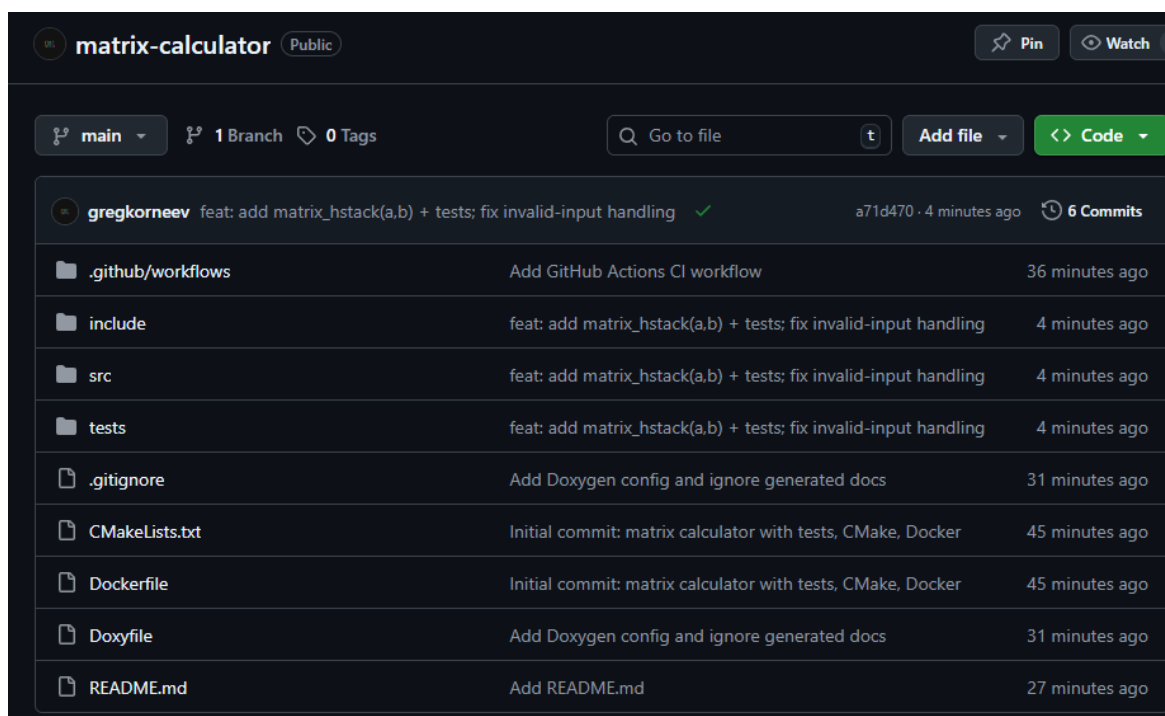 matrix-calculator Public Pin Watch
main 1 Branch 0 Tags Go to file t Add file Code
gregkorneev feat: add matrix_hstack(a,b) + tests; fix invalid-input handling a71d470 · 4 minutes ago 6 Commits
.github/workflows Add GitHub Actions CI workflow 36 minutes ago
include feat: add matrix_hstack(a,b) + tests; fix invalid-input handling 4 minutes ago
src feat: add matrix_hstack(a,b) + tests; fix invalid-input handling 4 minutes ago
tests feat: add matrix_hstack(a,b) + tests; fix invalid-input handling 4 minutes ago
.gitignore Add Doxygen config and ignore generated docs 31 minutes ago
CMakeLists.txt Initial commit: matrix calculator with tests, CMake, Docker 45 minutes ago
Dockerfile Initial commit: matrix calculator with tests, CMake, Docker 45 minutes ago
Doxyfile Add Doxygen config and ignore generated docs 31 minutes ago
README.md Add README.md 27 minutes ago